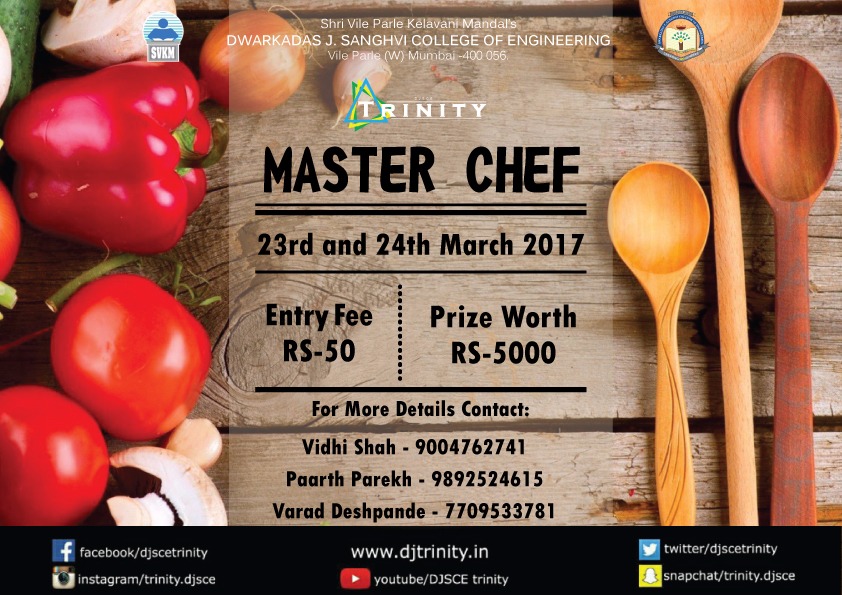 Shri Vile Parle Kelavani Mandal's
SVKM
DWARKADAS J. SANGHVI COLLEGE OF ENGINEERING
Vile Parle (W) Mumbai -400 056.
TRINITY
MASTER CHEF
23rd and 24th March 2017
Entry Fee
RS-50
Prize Worth
RS-5000
For More Details Contact:
Vidhi Shah - 9004762741
Paarth Parekh - 9892524615
Varad Deshpande - 7709533781
facebook/djscetrinity
instagram/trinity.djsce
www.djtrinity.in
youtube/DJSCE trinity
twitter/djscetrinity
snapchat/trinity.djsce